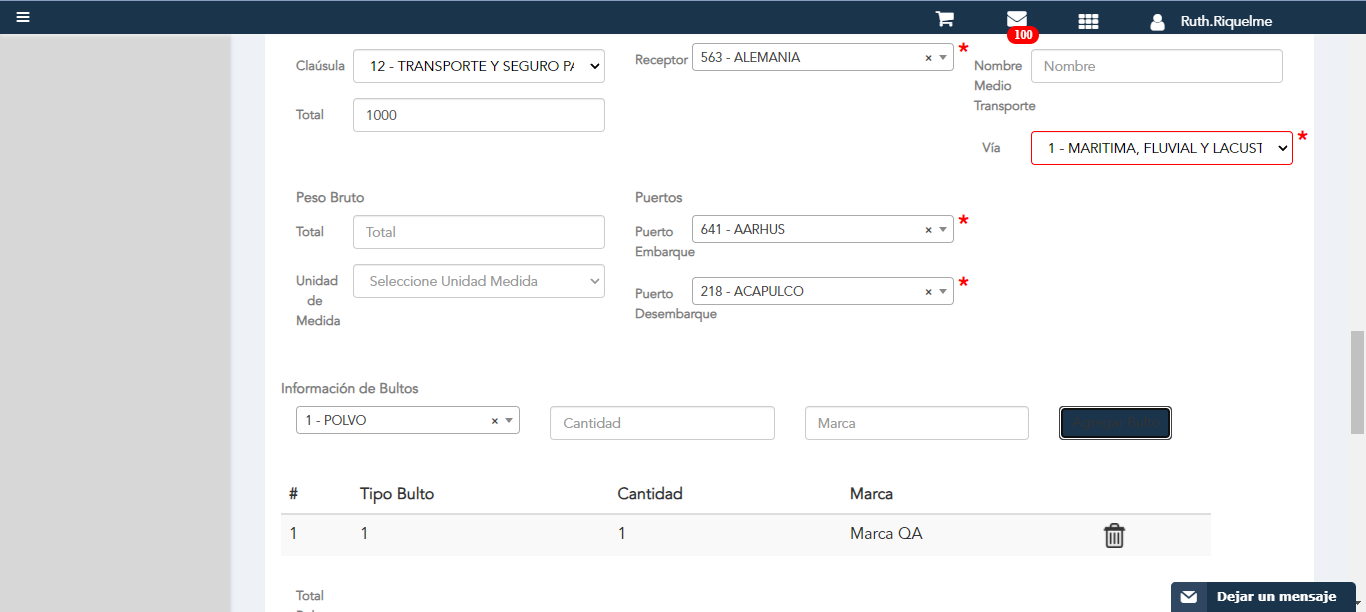 100
Ruth.Riquelme
Claúsula
12 - TRANSPORTE Y SEGURO PA
Total
1000
Receptor
563 - ALEMANIA
×
*
Nombre
Medio
Transporte
Nombre
Vía
1 - MARITIMA, FLUVIAL Y LACUST
*
Peso Bruto
Total
Total
Unidad
de
Medida
Seleccione Unidad Medida
Puertos
Puerto
Embarque
641 - AARHUS
×
*
Puerto
Desembarque
218 - ACAPULCO
×
*
Información de Bultos
1 - POLVO
×
Cantidad
Marca
# Tipo Bulto Cantidad Marca
1 1 1 Marca QA
Total
Dejar un mensaje